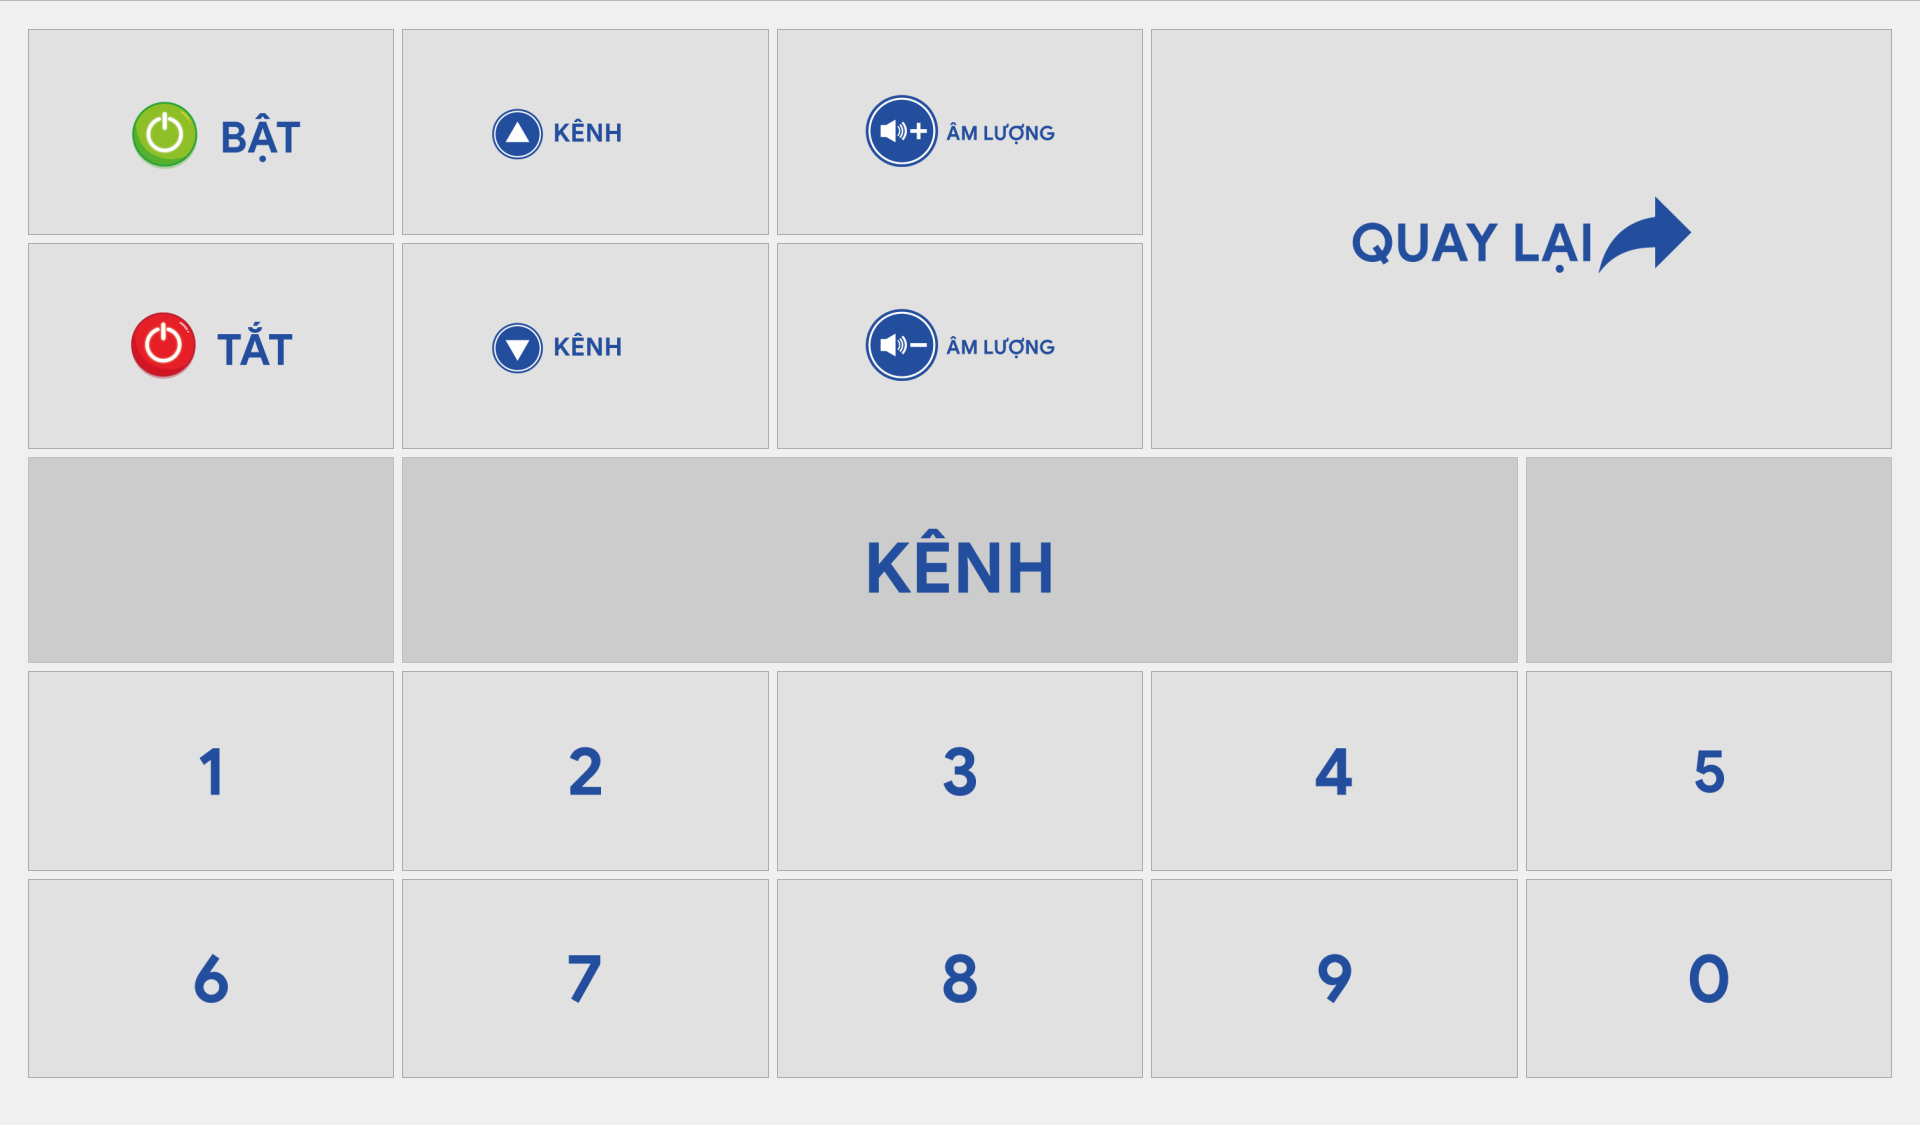 BẬT
KÊNH
ÂM LƯỢNG
QUAY LẠI
TẮT
KÊNH
ÂM LƯỢNG
KÊNH
1
2
3
4
5
6
7
8
9
0